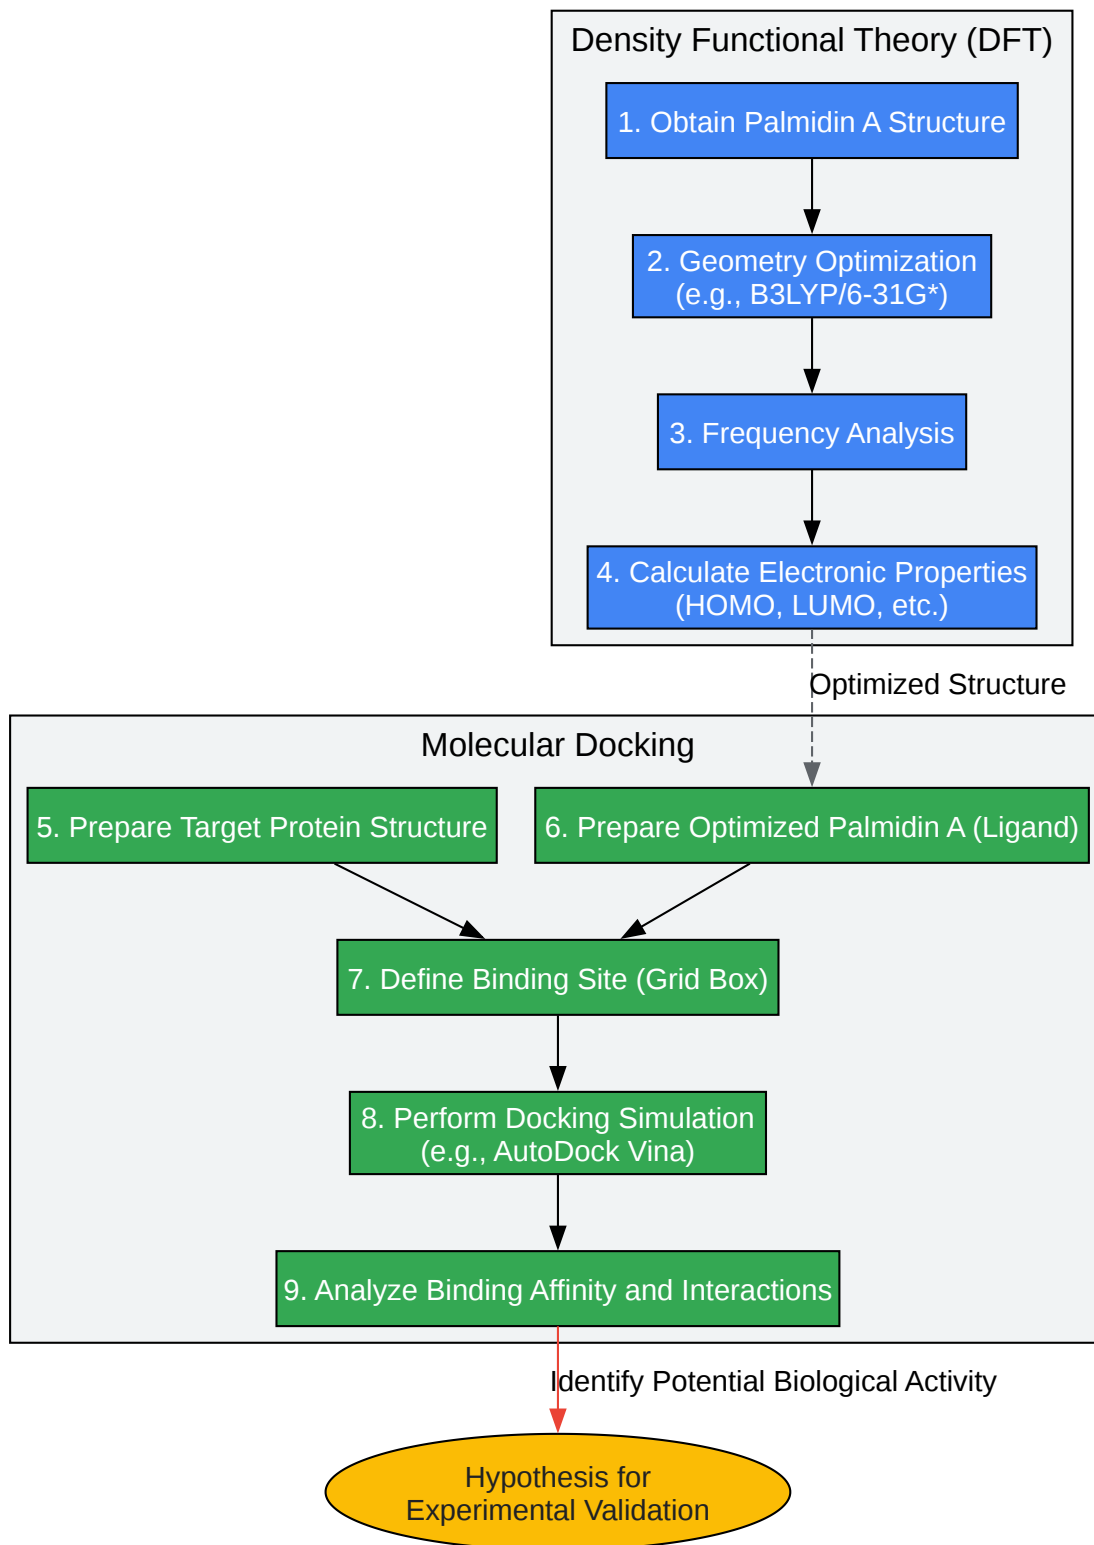 Density Functional Theory (DFT)
1. Obtain Palmidin A Structure
2. Geometry Optimization
(e.g., B3LYP/6-31G*)
3. Frequency Analysis
4. Calculate Electronic Properties
(HOMO, LUMO, etc.)
Optimized Structure
Molecular Docking
5. Prepare Target Protein Structure
6. Prepare Optimized Palmidin A (Ligand)
7. Define Binding Site (Grid Box)
8. Perform Docking Simulation
(e.g., AutoDock Vina)
9. Analyze Binding Affinity and Interactions
Identify Potential Biological Activity
Hypothesis for
Experimental Validation